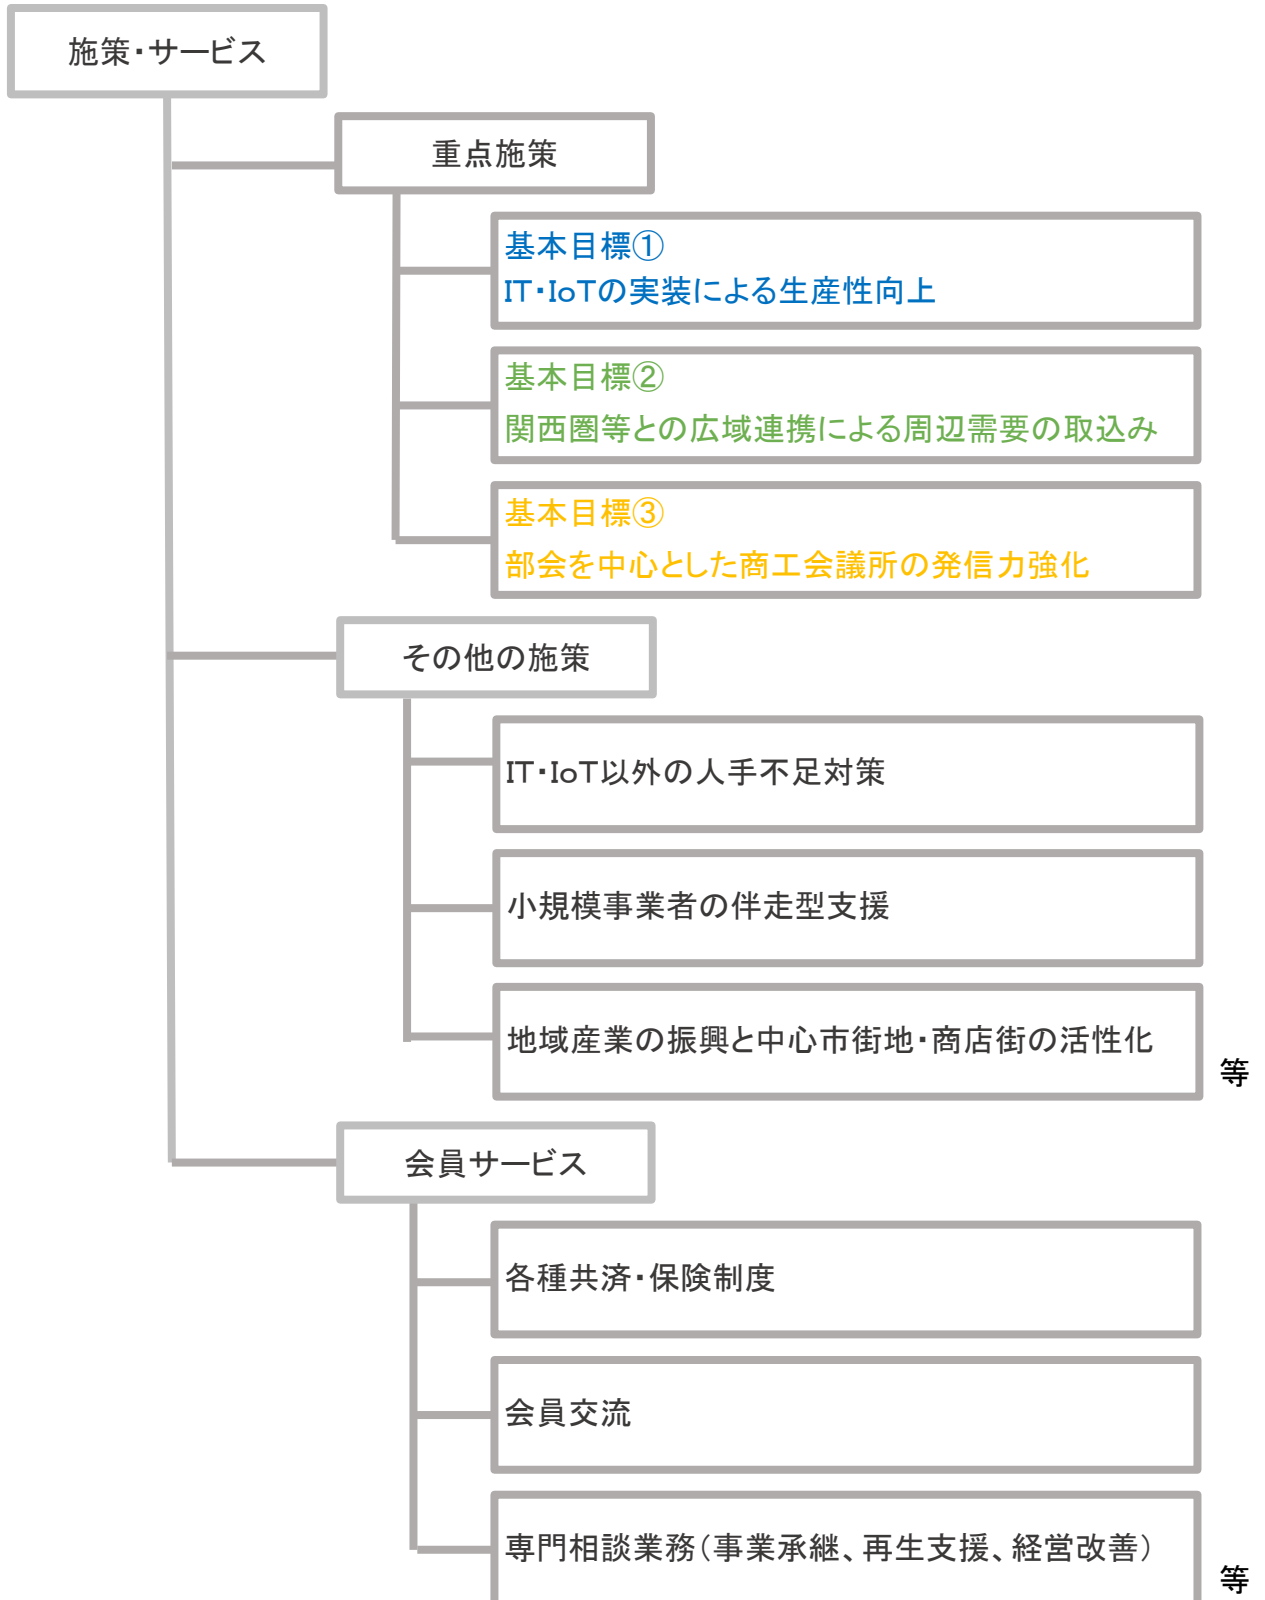 施策・サービス
重点施策
基本目標①
IT・IoTの実装による生産性向上
基本目標②
関西圏等との広域連携による周辺需要の取込み
基本目標③
部会を中心とした商工会議所の発信力強化
その他の施策
IT・IoT以外の人手不足対策
小規模事業者の伴走型支援
地域産業の振興と中心市街地・商店街の活性化
等
会員サービス
各種共済・保険制度
会員交流
専門相談業務（事業承継、再生支援、経営改善）
等